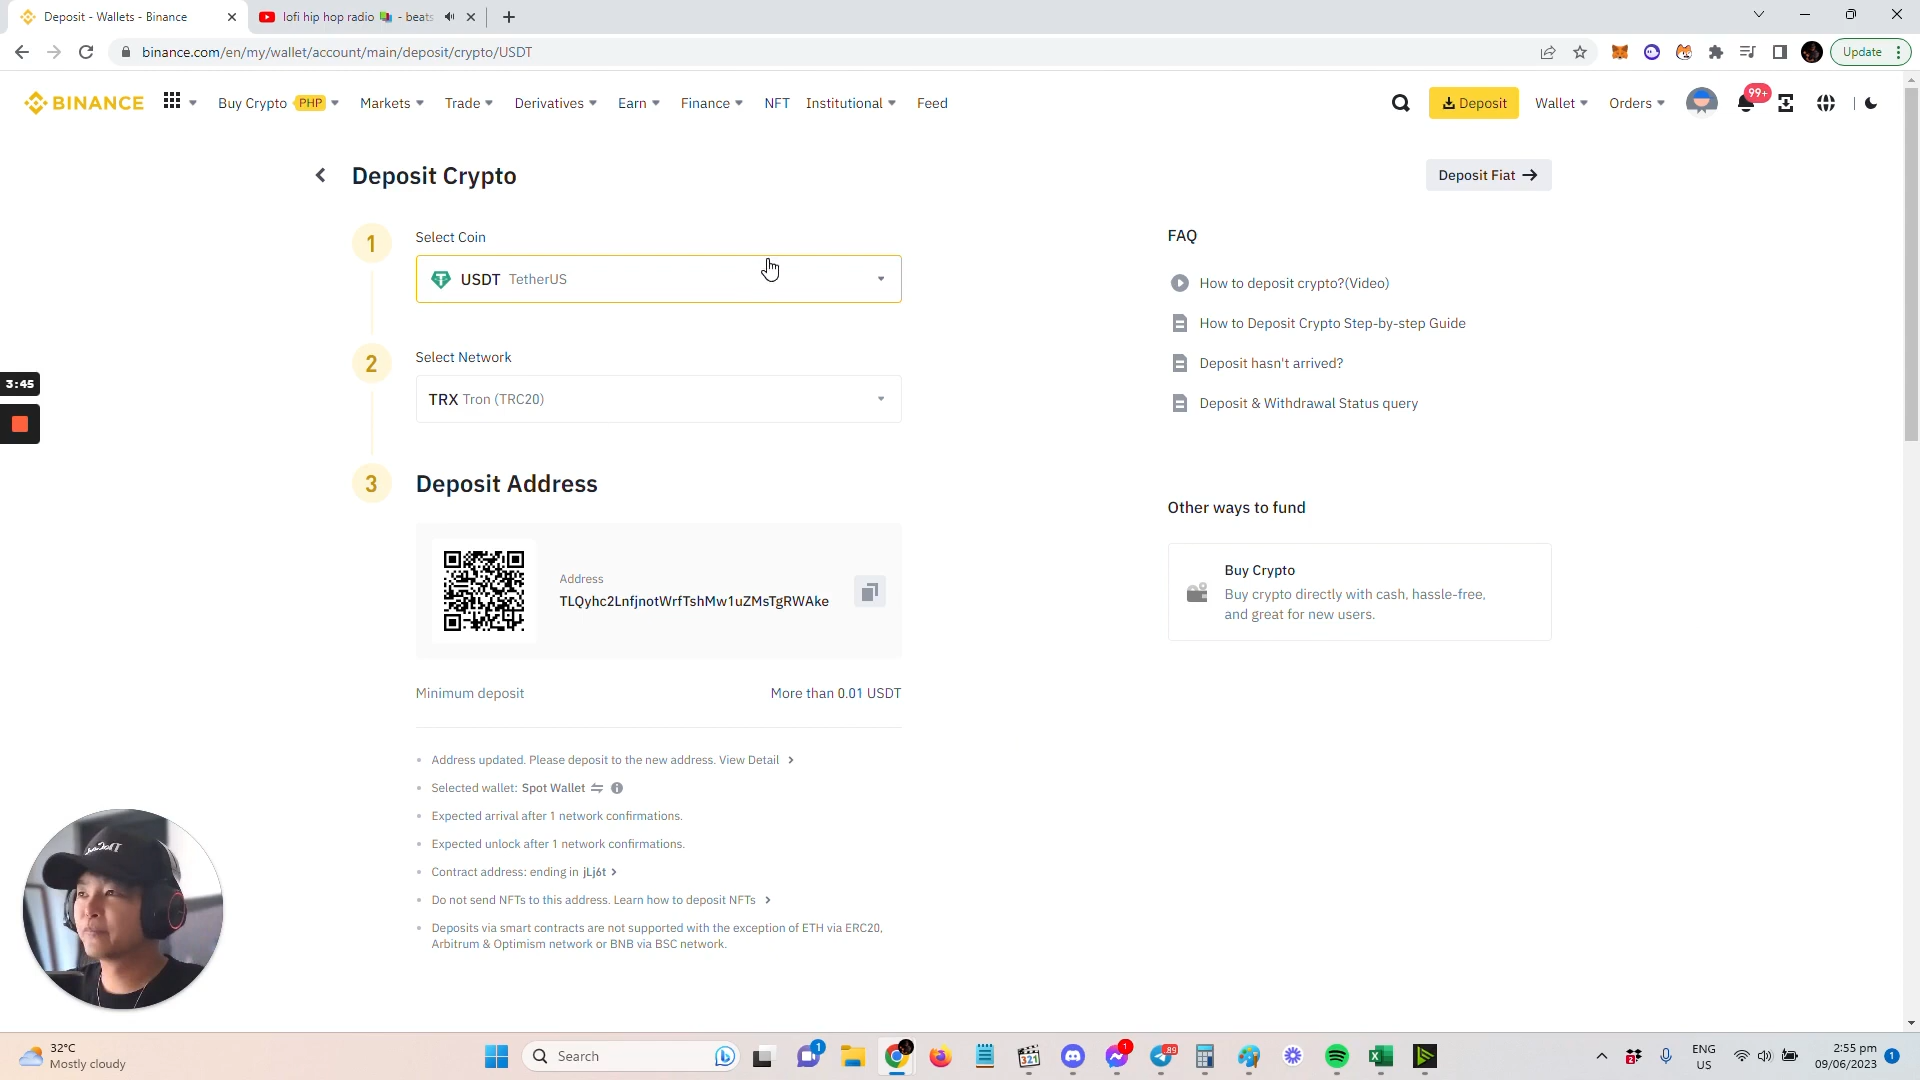 Deposit - Wallets - Binance
lofi hip hop radio 📚 - beats
binance.com/en/my/wallet/account/main/deposit/crypto/USDT
Update
BINANCE
Buy Crypto PHP
Markets
Trade
Derivatives
Earn
Finance
NFT
Institutional
Feed
Deposit
Wallet
Orders
99+
Deposit Crypto
Deposit Fiat →
1
Select Coin
USDT TetherUS
2
Select Network
TRX Tron (TRC20)
3
Deposit Address
Address
TLQyhc2LnfjnotWrfTshMw1uZMsTgRWAke
Minimum deposit
More than 0.01 USDT
Address updated. Please deposit to the new address. View Detail
Selected wallet: Spot Wallet
Expected arrival after 1 network confirmations.
Expected unlock after 1 network confirmations.
Contract address: ending in jLj6t
Do not send NFTs to this address. Learn how to deposit NFTs
Deposits via smart contracts are not supported with the exception of ETH via ERC20,
Arbitrum & Optimism network or BNB via BSC network.
FAQ
How to deposit crypto?(Video)
How to Deposit Crypto Step-by-step Guide
Deposit hasn't arrived?
Deposit & Withdrawal Status query
Other ways to fund
Buy Crypto
Buy crypto directly with cash, hassle-free,
and great for new users.
3:45
32°C
Mostly cloudy
Search
1
321
1
89
ENG
US
2:55 pm
09/06/2023
1